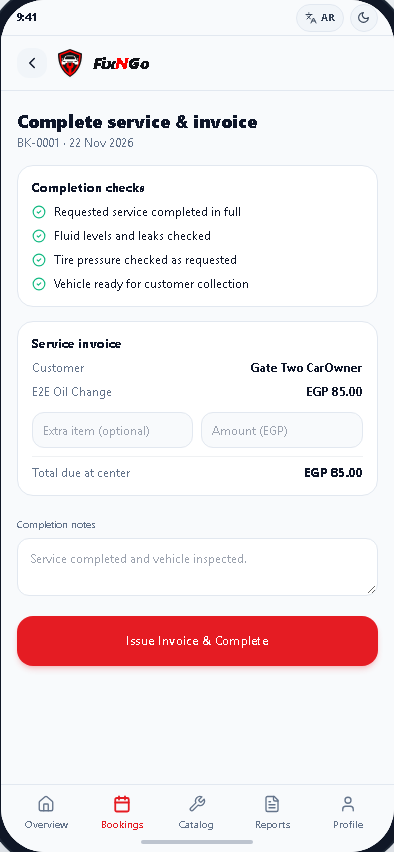 9:41
AR
FixNGo
Complete service & invoice
BK-0001 · 22 Nov 2026
Completion checks
Requested service completed in full
Fluid levels and leaks checked
Tire pressure checked as requested
Vehicle ready for customer collection
Service invoice
Customer Gate Two CarOwner
E2E Oil Change EGP 85.00
Extra item (optional) Amount (EGP)
Total due at center EGP 85.00
Completion notes
Service completed and vehicle inspected.
Issue Invoice & Complete
Overview Bookings Catalog Reports Profile